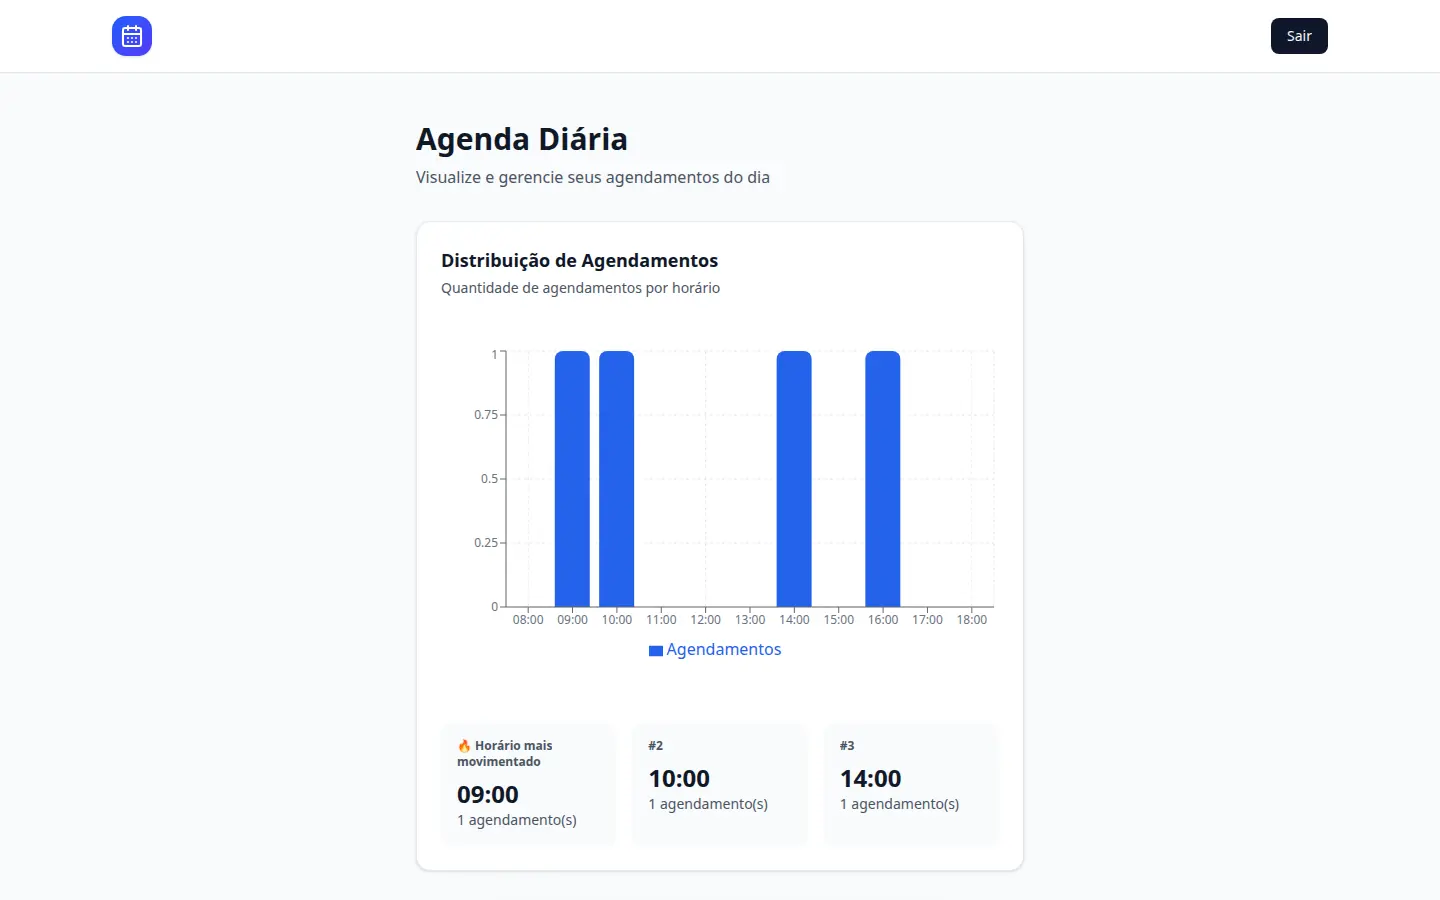 Sair
Agenda Diária
Visualize e gerencie seus agendamentos do dia
Distribuição de Agendamentos
Quantidade de agendamentos por horário
1
0.75
0.5
0.25
0
08:00 09:00 10:00 11:00 12:00 13:00 14:00 15:00 16:00 17:00 18:00
Agendamentos
🔥 Horário mais
movimentado
09:00
1 agendamento(s)
#2
10:00
1 agendamento(s)
#3
14:00
1 agendamento(s)